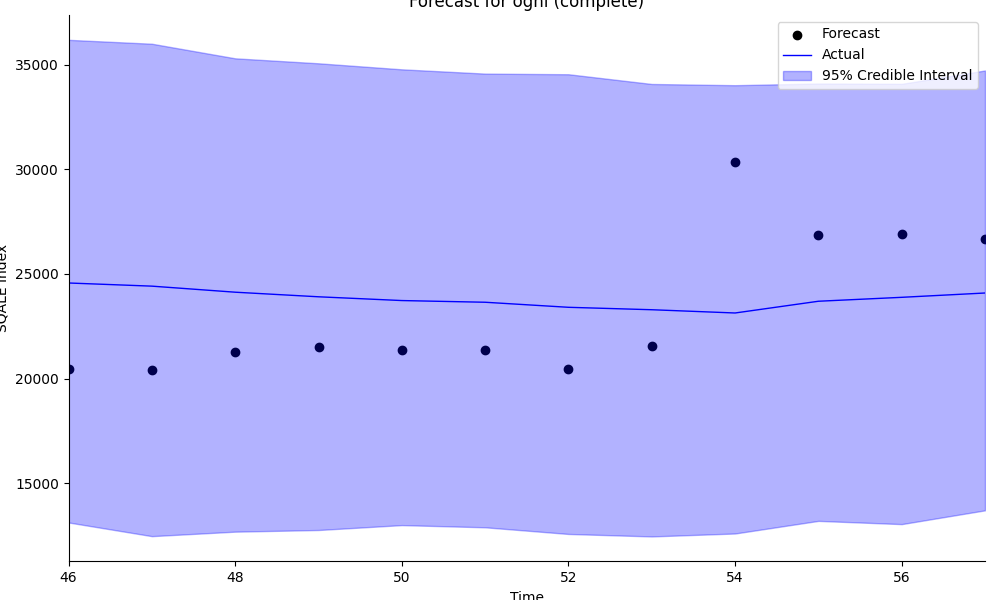 Forecast for ognl (complete)
Forecast
Actual
95% Credible Interval
35000
30000
25000
20000
15000
SQALE Index
46
48
50
52
54
56
Time